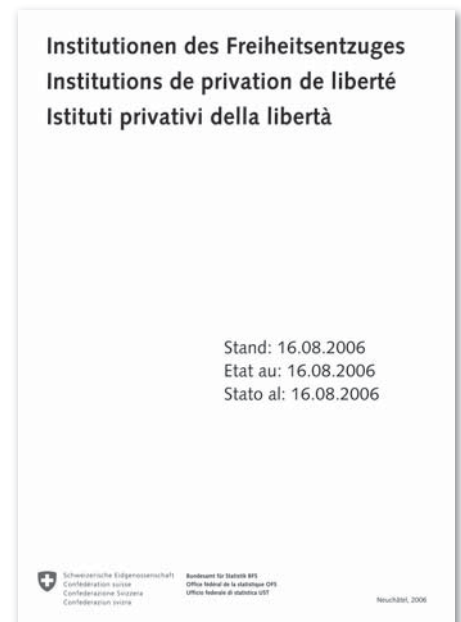 Institutionen des Freiheitsentzuges
Institutions de privation de liberté
Istituti privativi della libertà
Stand: 16.08.2006
Etat au: 16.08.2006
Stato al: 16.08.2006
Schweizerische Eidgenossenschaft
Confédération suisse
Confederazione Svizzera
Confederaziun svizra
Bundesamt für Statistik BFS
Office fédéral de la statistique OFS
Ufficio federale di statistica UST
Neuchâtel, 2006